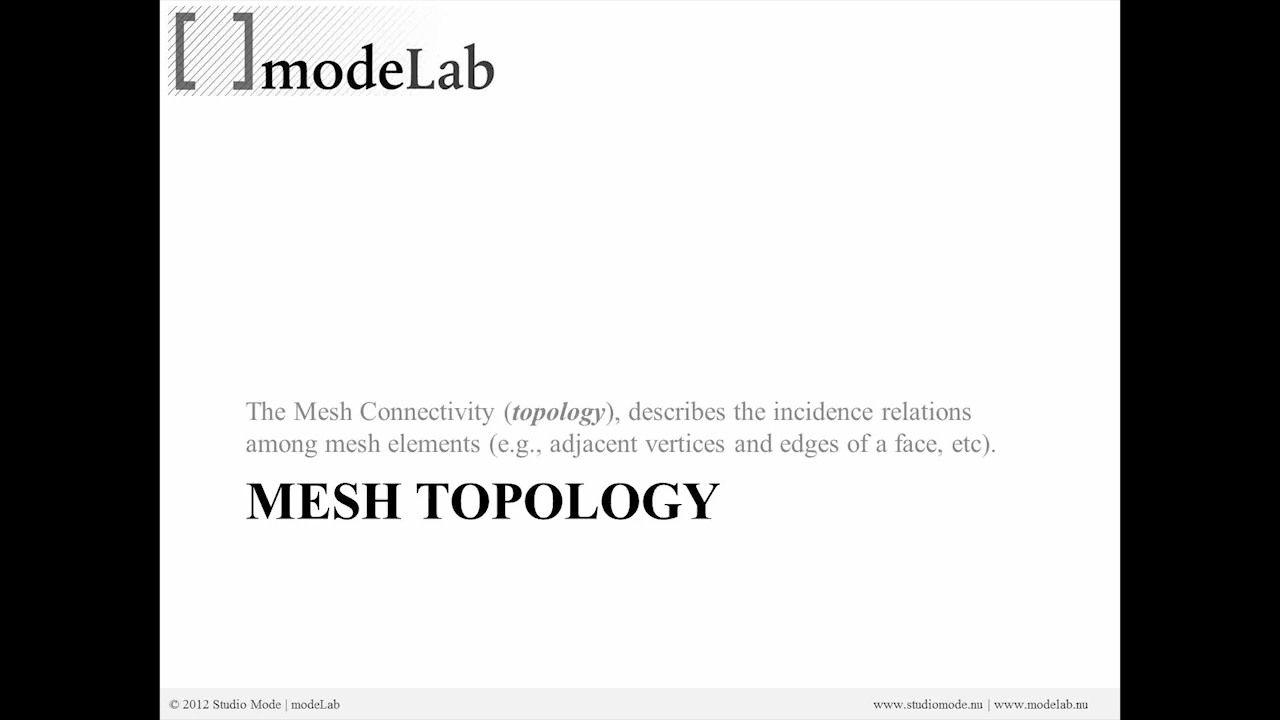 [ ] modeLab
The Mesh Connectivity (topology), describes the incidence relations
among mesh elements (e.g., adjacent vertices and edges of a face, etc).
MESH TOPOLOGY
© 2012 Studio Mode | modeLab
www.studiomode.nu | www.modelab.nu